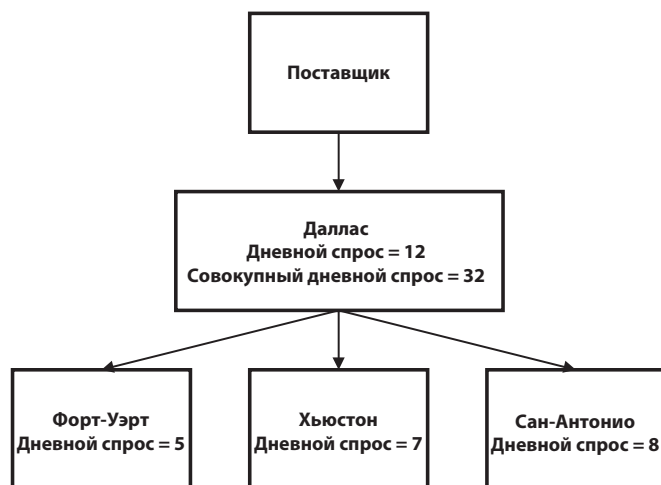 Поставщик
Даллас
Дневной спрос = 12
Совокупный дневной спрос = 32
Форт-Уэрт
Дневной спрос = 5
Хьюстон
Дневной спрос = 7
Сан-Антонио
Дневной спрос = 8